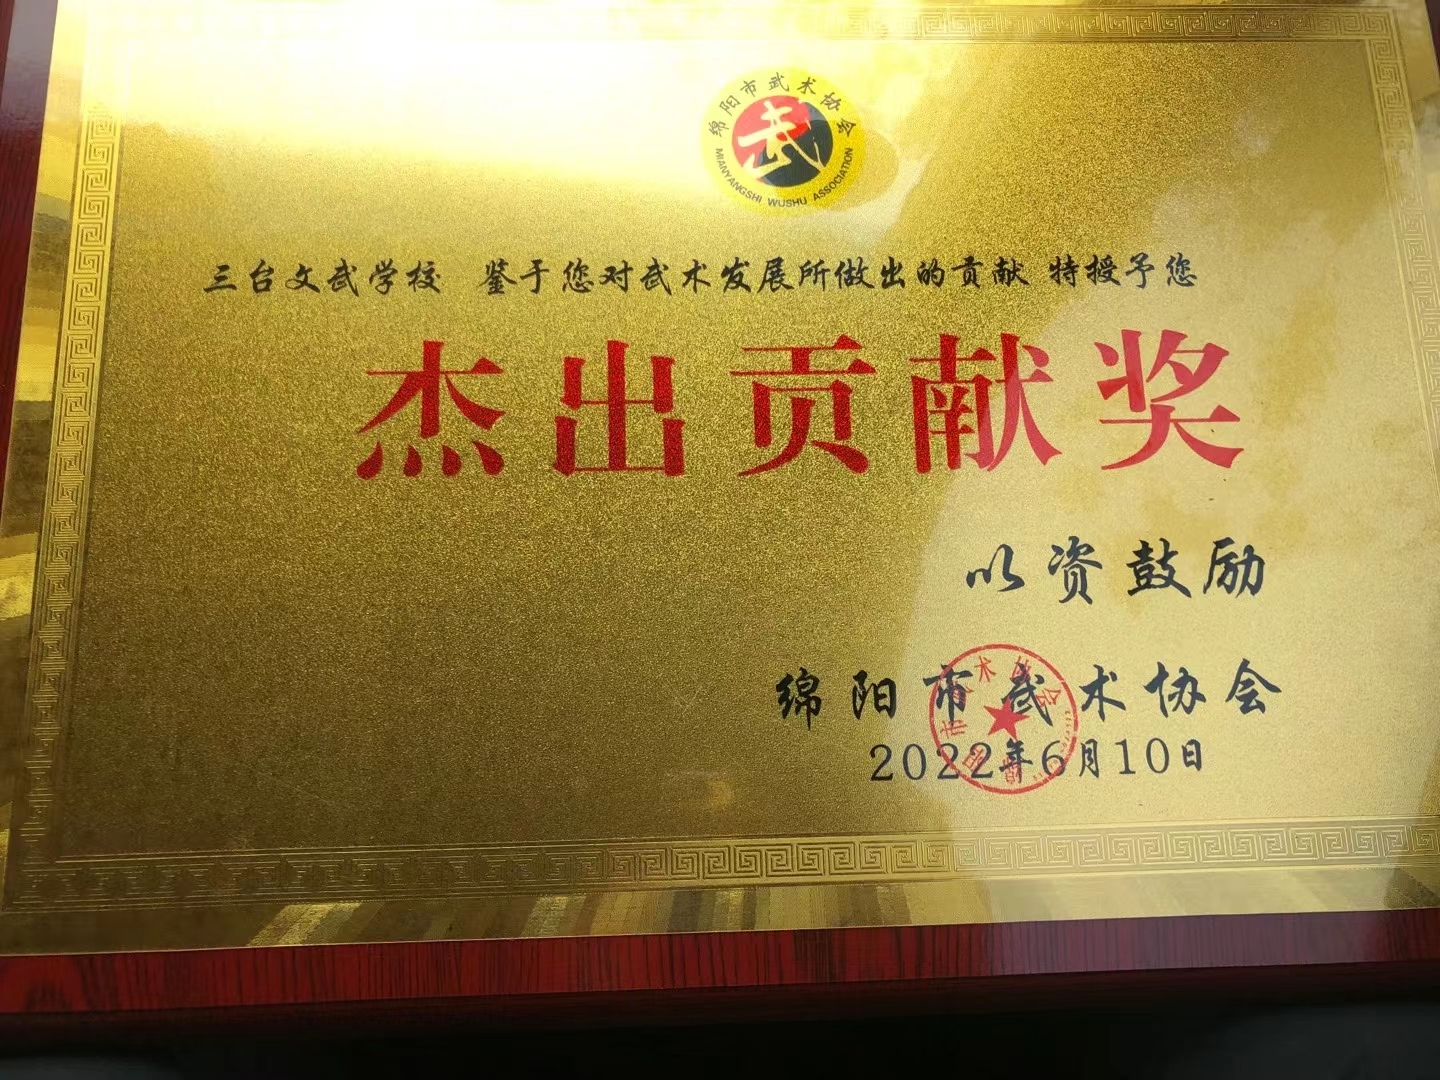 绵阳市武术协会
武
MIANYANGSHI WUSHU ASSOCIATION
三台文武学校 鉴于您对武术发展所做出的贡献 特授予您
杰出贡献奖
以资鼓励
绵阳市武术协会
2022年6月10日